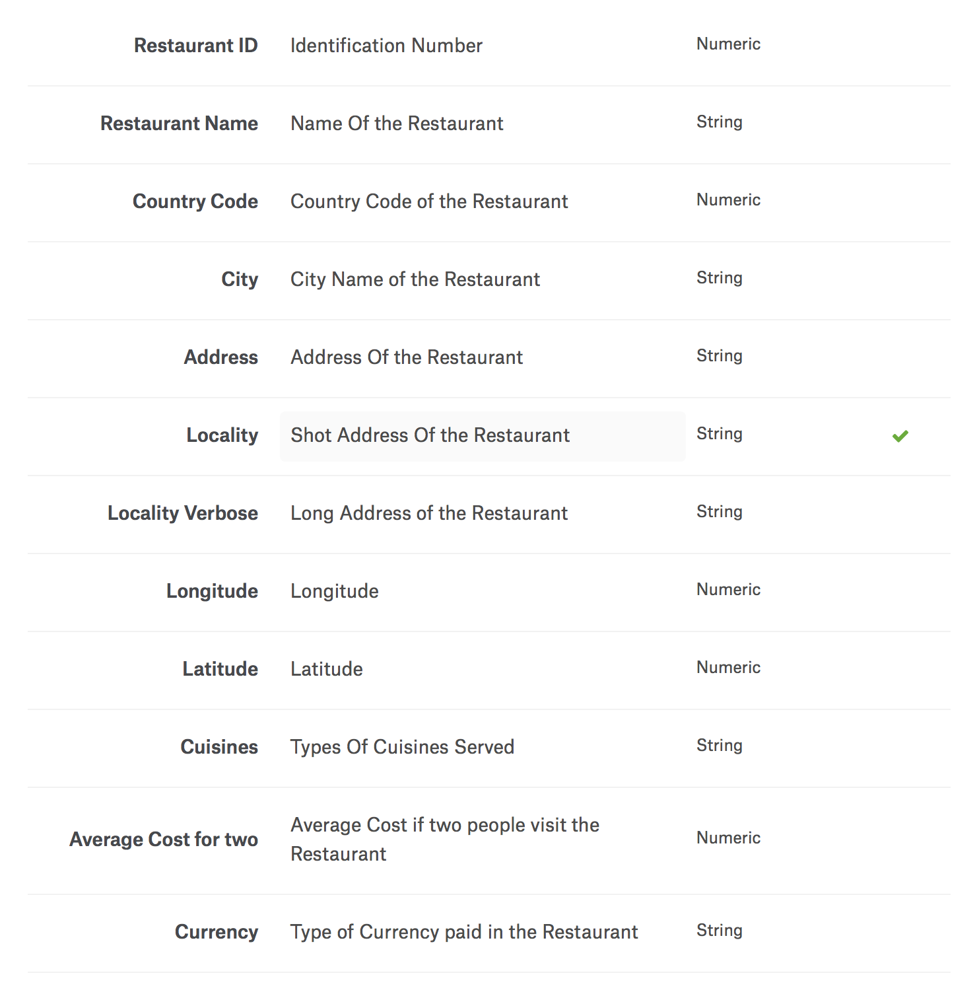 Restaurant ID Identification Number Numeric
Restaurant Name Name Of the Restaurant String
Country Code Country Code of the Restaurant Numeric
City City Name of the Restaurant String
Address Address Of the Restaurant String
Locality Shot Address Of the Restaurant String
Locality Verbose Long Address of the Restaurant String
Longitude Longitude Numeric
Latitude Latitude Numeric
Cuisines Types Of Cuisines Served String
Average Cost for two Average Cost if two people visit the
Restaurant Numeric
Currency Type of Currency paid in the Restaurant String